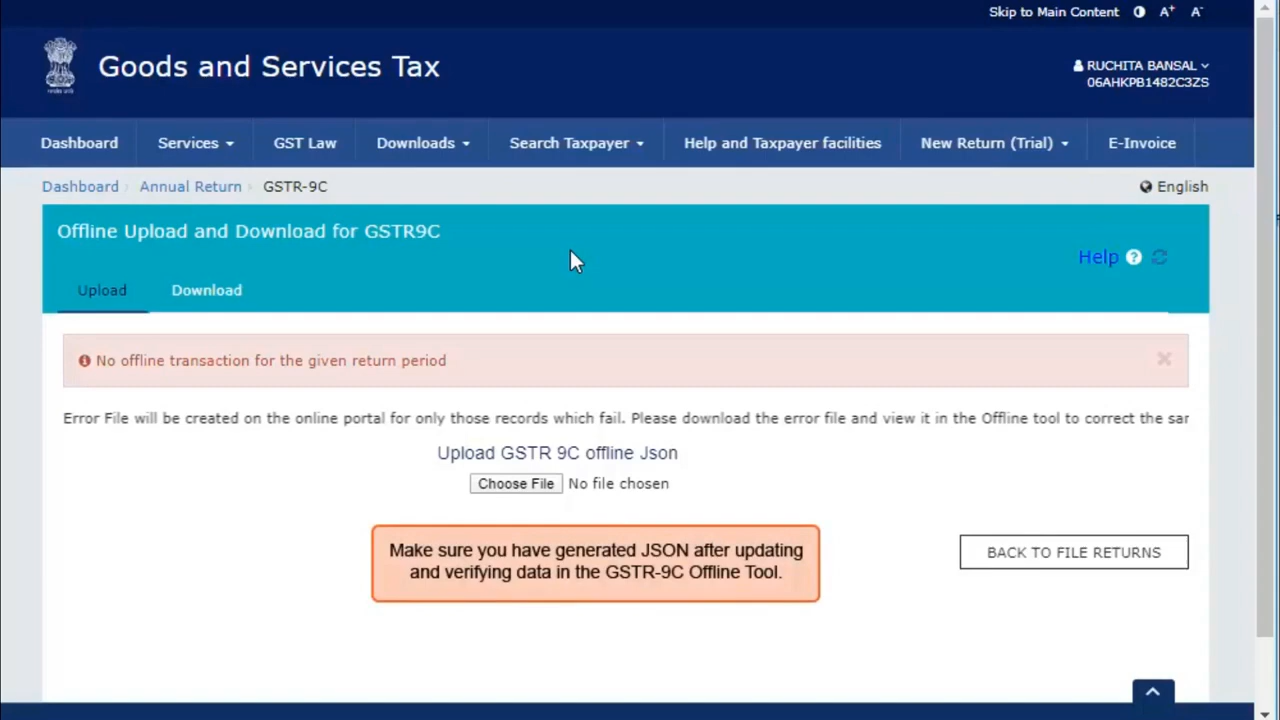 Skip to Main Content A+ A-
Goods and Services Tax
RUCHITA BANSAL
06AHKPB1482C3ZS
Dashboard Services GST Law Downloads Search Taxpayer Help and Taxpayer facilities New Return (Trial) E-Invoice
Dashboard / Annual Return GSTR-9C English
Offline Upload and Download for GSTR9C
Help ?
Upload Download
No offline transaction for the given return period
Error File will be created on the online portal for only those records which fail. Please download the error file and view it in the Offline tool to correct the sar
Upload GSTR 9C offline Json
Choose File No file chosen
Make sure you have generated JSON after updating
and verifying data in the GSTR-9C Offline Tool.
BACK TO FILE RETURNS